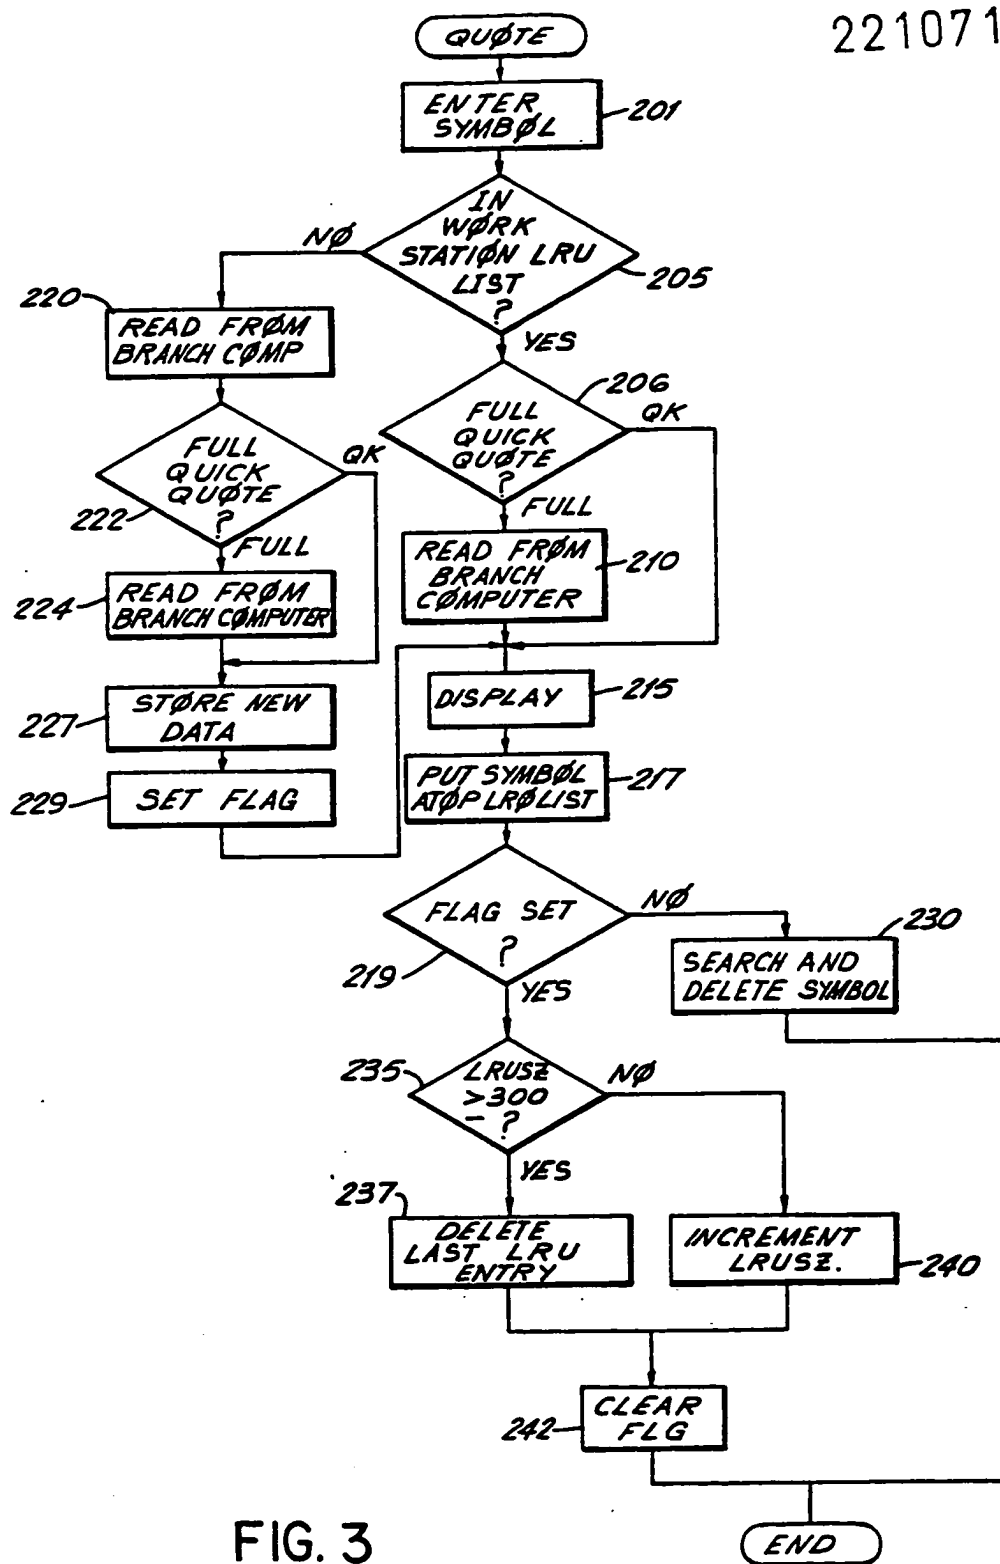 221071
QUØTE
ENTER
SYMBØL
201
IN
WØRK
STATIØN LRU
LIST
?
205
NØ
YES
220
READ FRØM
BRANCH CØMP
206
FULL
QUICK
QUØTE
?
QK
FULL
FULL
QUICK
QUØTE
?
222
QK
FULL
READ FRØM
BRANCH
CØMPUTER
210
224
READ FRØM
BRANCH CØMPUTER
DISPLAY
215
227
STØRE NEW
DATA
PUT SYMBØL
ATØP LRØ LIST
217
229
SET FLAG
FLAG SET
?
219
NØ
YES
230
SEARCH AND
DELETE SYMBOL
235
LRUSZ
>300
- ?
NØ
YES
237
DELETE
LAST LRU
ENTRY
INCREMENT
LRUSZ.
240
CLEAR
FLG
242
END
FIG. 3